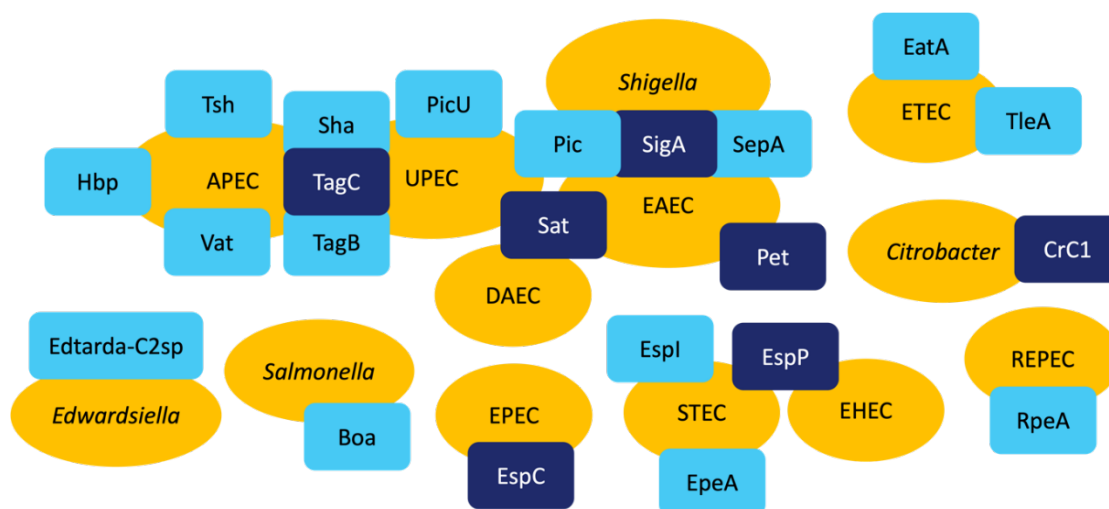 EatA
Shigella
Tsh
PicU
ETEC
Sha
TleA
Pic
SigA
SepA
Hbp
APEC
TagC
UPEC
EAEC
Sat
Vat
TagB
Pet
Citrobacter
CrC1
DAEC
Edtarda-C2sp
EspI
EspP
REPEC
Salmonella
Edwardsiella
EPEC
STEC
EHEC
RpeA
Boa
EspC
EpeA